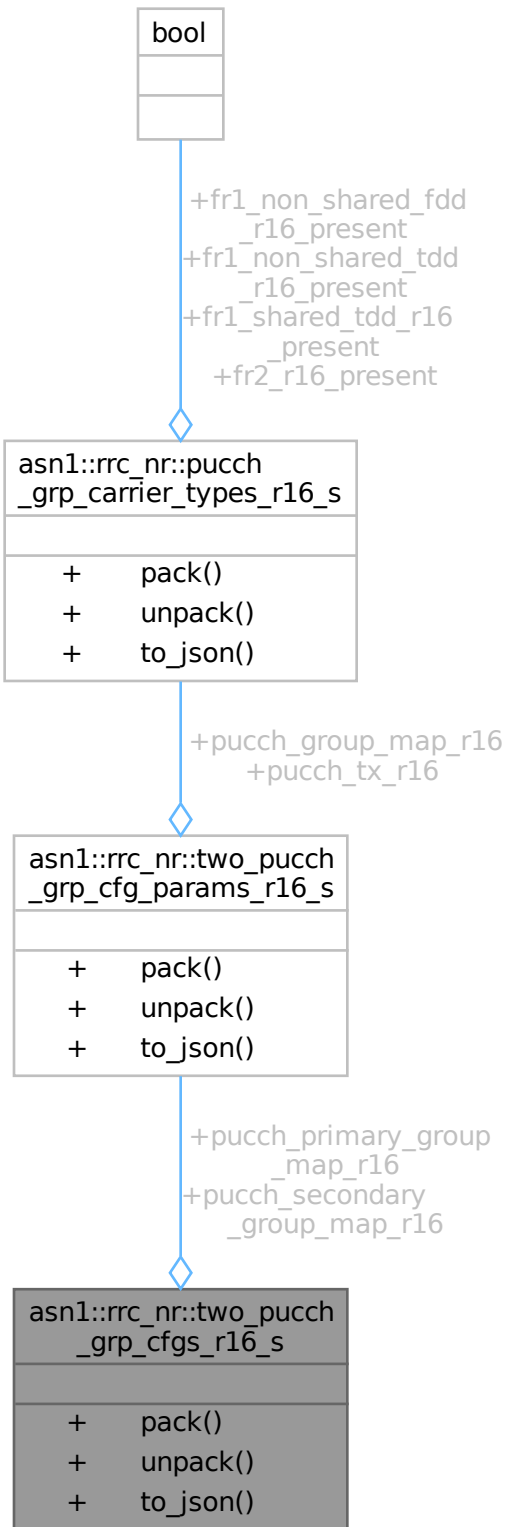 bool
+fr1_non_shared_fdd
_r16_present
+fr1_non_shared_tdd
_r16_present
+fr1_shared_tdd_r16
_present
+fr2_r16_present
asn1::rrc_nr::pucch
_grp_carrier_types_r16_s
+ pack()
+ unpack()
+ to_json()
+pucch_group_map_r16
+pucch_tx_r16
asn1::rrc_nr::two_pucch
_grp_cfg_params_r16_s
+ pack()
+ unpack()
+ to_json()
+pucch_primary_group
_map_r16
+pucch_secondary
_group_map_r16
asn1::rrc_nr::two_pucch
_grp_cfgs_r16_s
+ pack()
+ unpack()
+ to_json()